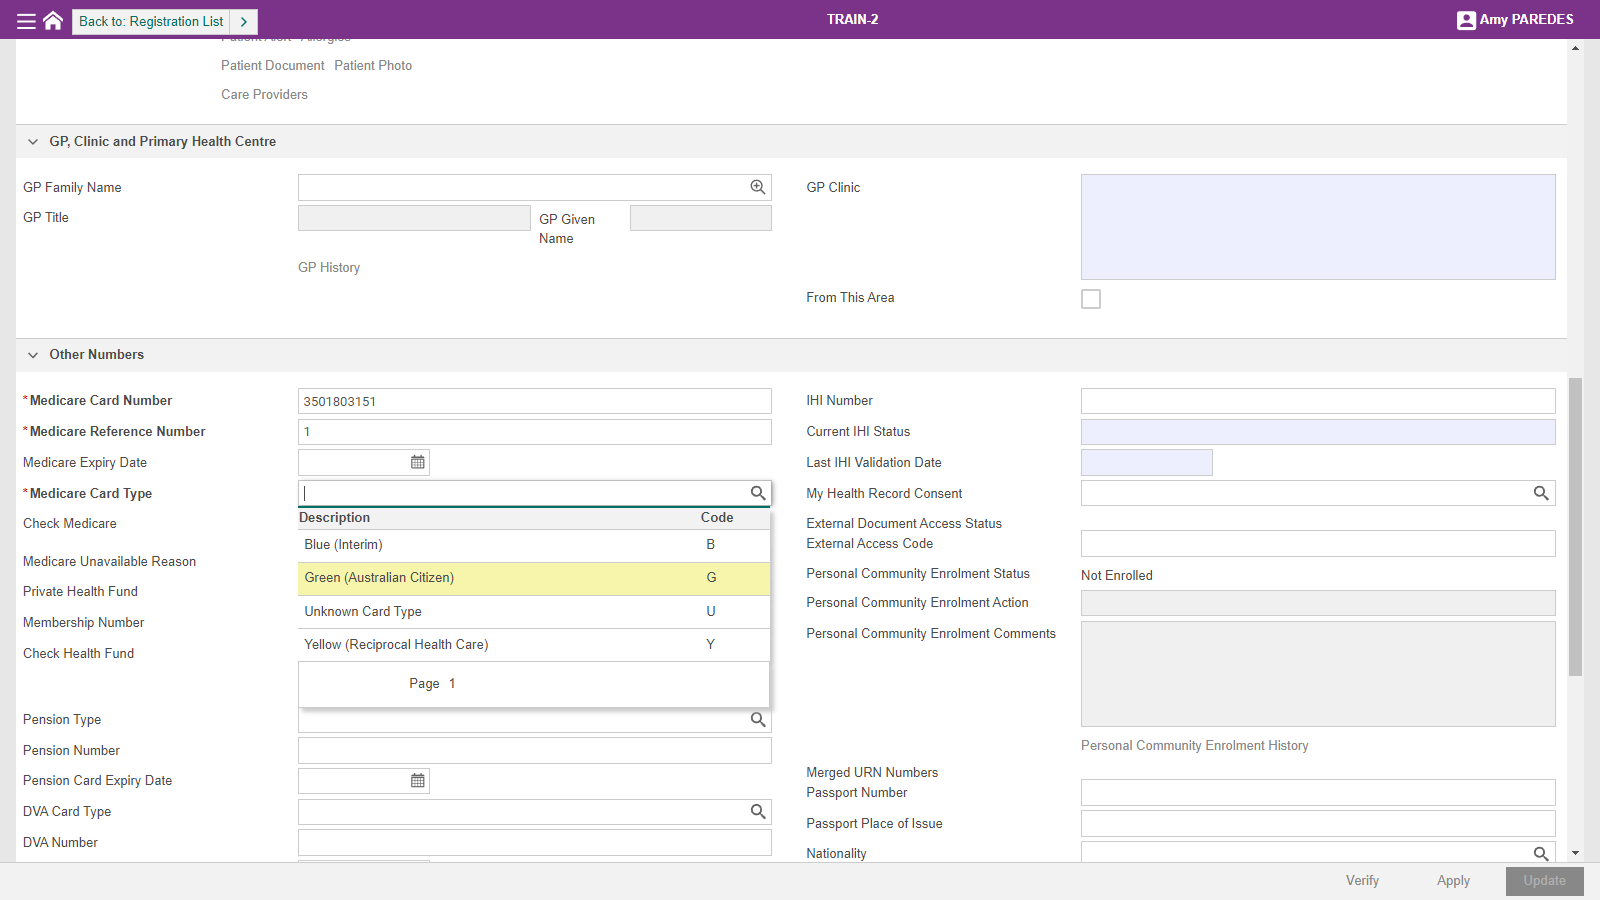 Back to: Registration List
TRAIN-2
Amy PAREDES
Patient Alert Allergies
Patient Document Patient Photo
Care Providers
GP, Clinic and Primary Health Centre
GP Family Name
GP Clinic
GP Title
GP Given Name
GP History
From This Area
Other Numbers
*Medicare Card Number 3501803151
IHI Number
*Medicare Reference Number 1
Current IHI Status
Medicare Expiry Date
Last IHI Validation Date
*Medicare Card Type
My Health Record Consent
Description Code
Blue (Interim) B
Green (Australian Citizen) G
Unknown Card Type U
Yellow (Reciprocal Health Care) Y
Page 1
Check Medicare
External Document Access Status
External Access Code
Medicare Unavailable Reason
Personal Community Enrolment Status Not Enrolled
Private Health Fund
Personal Community Enrolment Action
Membership Number
Personal Community Enrolment Comments
Check Health Fund
Pension Type
Pension Number
Personal Community Enrolment History
Pension Card Expiry Date
Merged URN Numbers
Passport Number
DVA Card Type
Passport Place of Issue
DVA Number
Nationality
Verify Apply Update